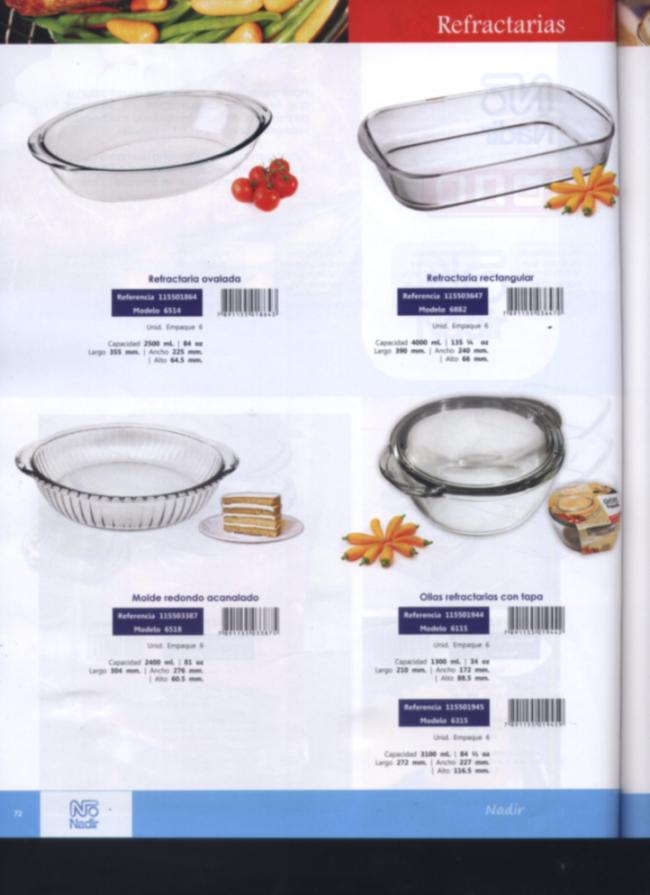 Refractarias
Refractaria ovalada
Referencia 115501864
Modelo 6514
Unid. Empaque 6
Capacidad 2500 ml. | 84 oz
Largo 355 mm. | Ancho 225 mm.
| Alto 64.5 mm.
Refractaria rectangular
Referencia 115503647
Modelo 6882
Unid. Empaque 6
Capacidad 4000 ml. | 135 ¼ oz
Largo 390 mm. | Ancho 240 mm.
| Alto 66 mm.
Molde redondo acanalado
Referencia 115503387
Modelo 6518
Unid. Empaque 6
Capacidad 2400 ml. | 81 oz
Largo 304 mm. | Ancho 276 mm.
| Alto 60.5 mm.
Ollas refractarias con tapa
Referencia 115501944
Modelo 6115
Unid. Empaque 6
Capacidad 1300 ml. | 34 oz
Largo 210 mm. | Ancho 172 mm.
| Alto 88.5 mm.
Referencia 115501945
Modelo 6315
Unid. Empaque 6
Capacidad 3100 ml. | 84 ½ oz
Largo 272 mm. | Ancho 227 mm.
| Alto 116.5 mm.
72
Nadir
Nadir